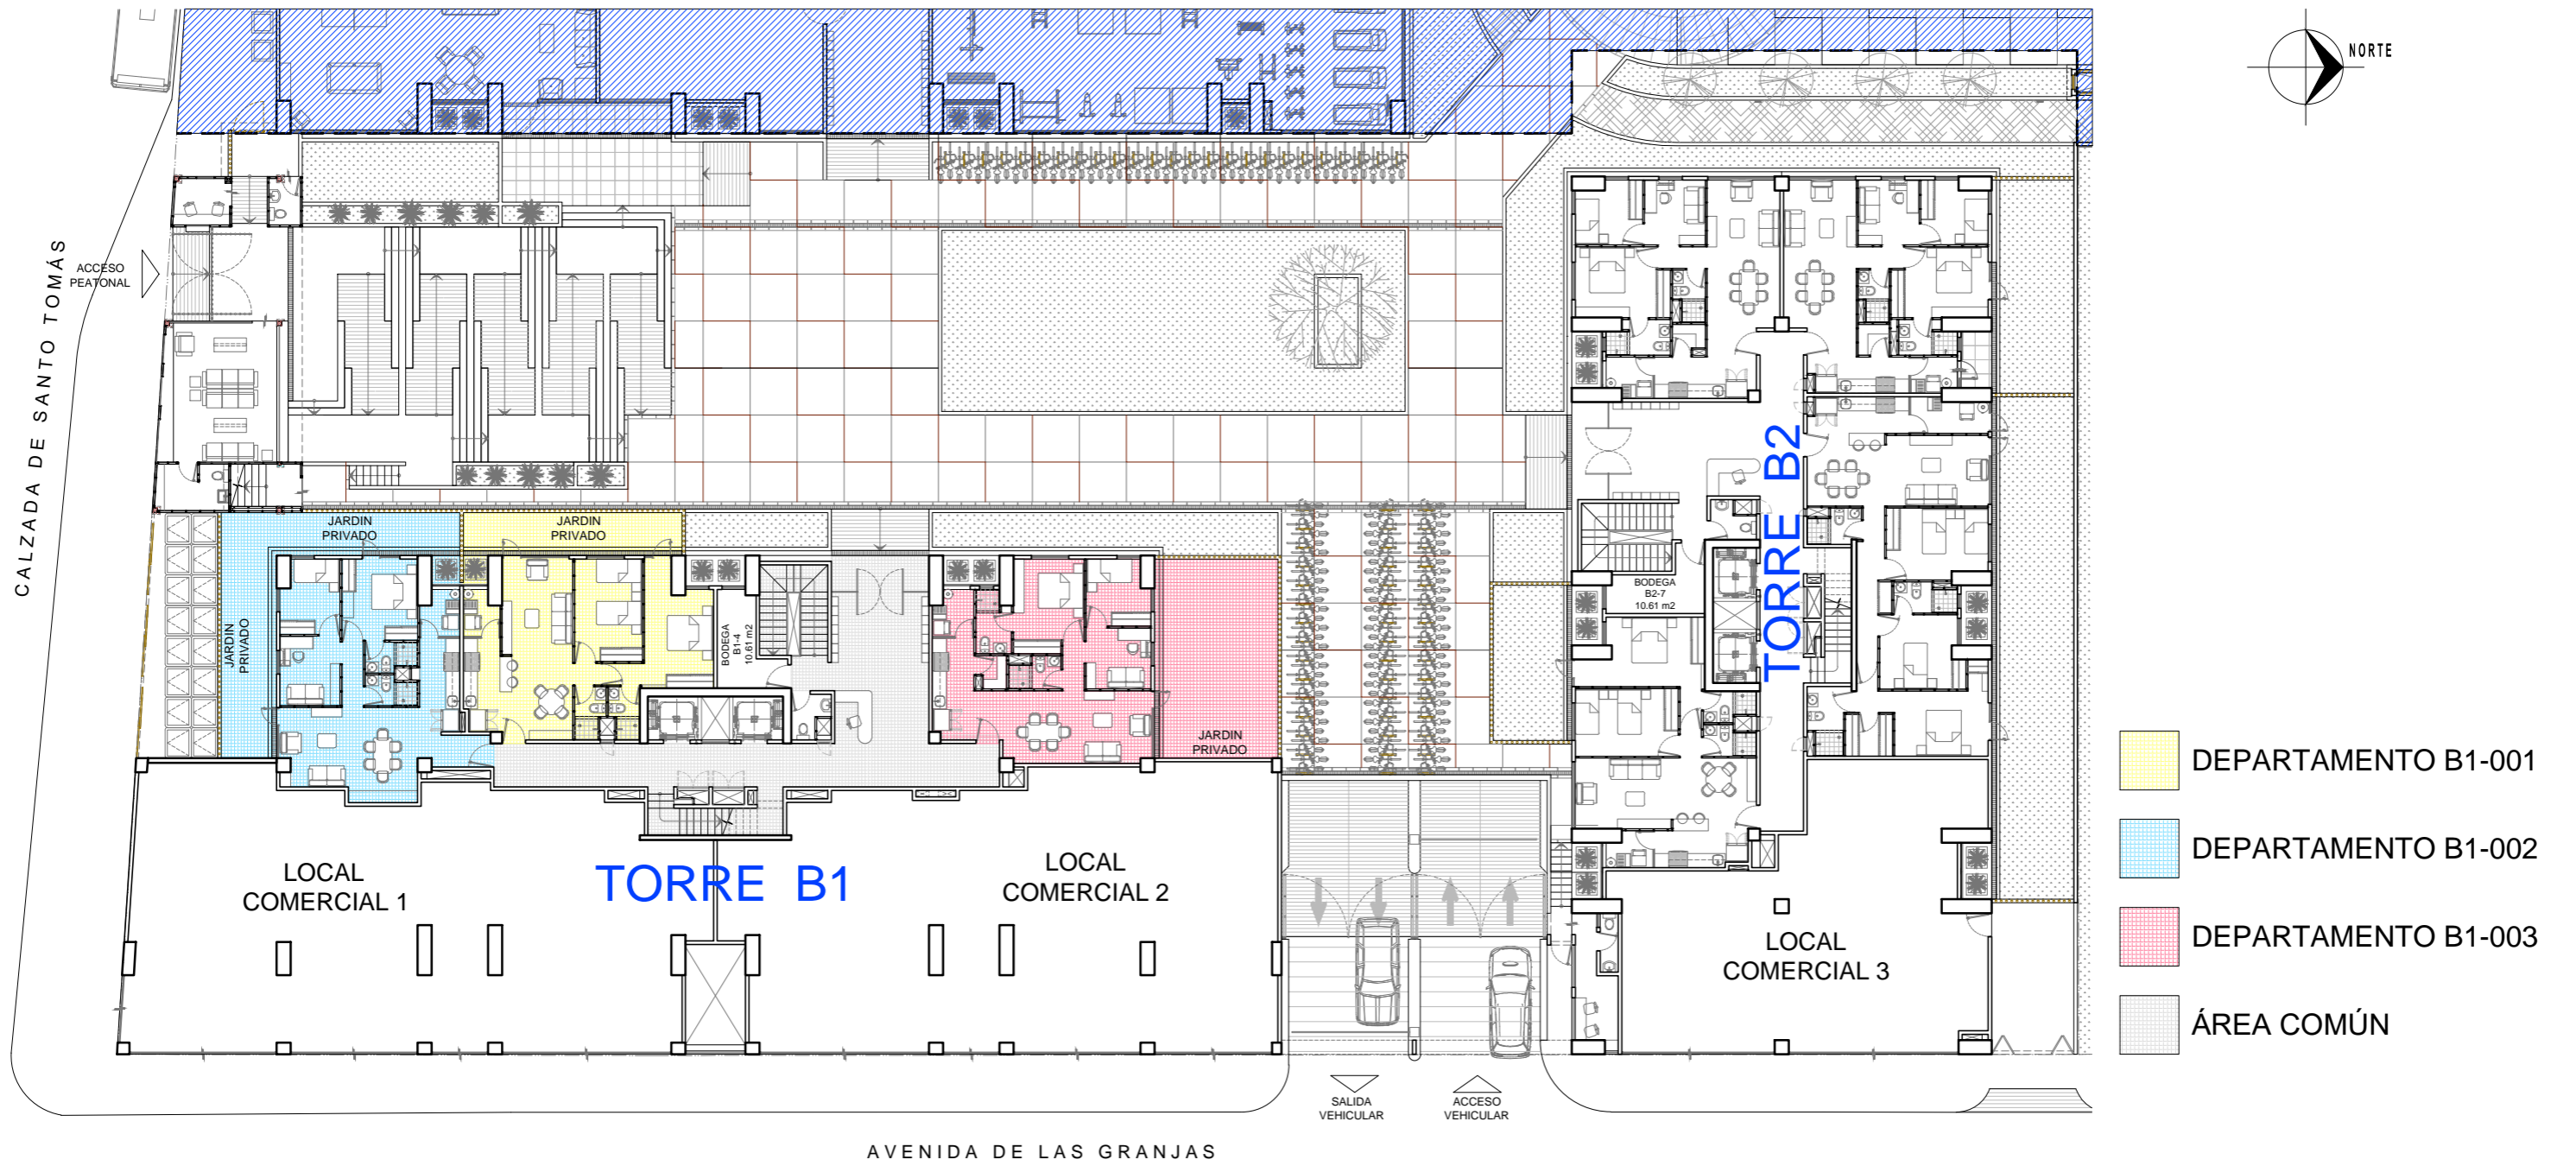 NORTE
CALZADA DE SANTO TOMÁS
ACCESO
PEATONAL
JARDIN
PRIVADO
JARDIN
PRIVADO
JARDIN
PRIVADO
BODEGA
B1-4
10.61 m2
JARDIN
PRIVADO
BODEGA
B2-7
10.61 m2
TORRE B2
TORRE B1
LOCAL
COMERCIAL 1
LOCAL
COMERCIAL 2
LOCAL
COMERCIAL 3
SALIDA
VEHICULAR
ACCESO
VEHICULAR
AVENIDA DE LAS GRANJAS
DEPARTAMENTO B1-001
DEPARTAMENTO B1-002
DEPARTAMENTO B1-003
ÁREA COMÚN